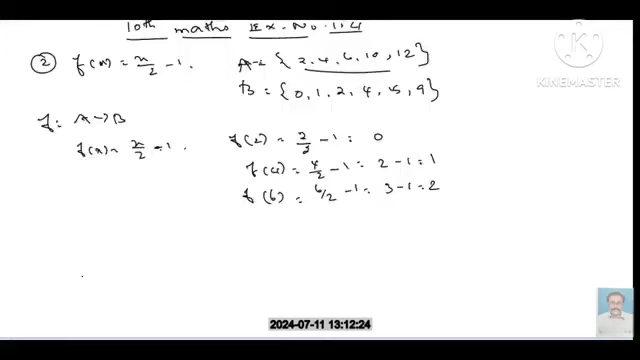 10th maths Ex. No. 1.4
② f(x) = x/2 - 1. A = { 2, 4, 6, 10, 12}
B = {0, 1, 2, 4, 5, 9}
f: A → B
f(x) = x/2 - 1. f(2) = 2/2 - 1 = 0
f(4) = 4/2 - 1 = 2 - 1 = 1
f(6) = 6/2 - 1 = 3 - 1 = 2
K
KINEMASTER
2024-07-11 13:12:24